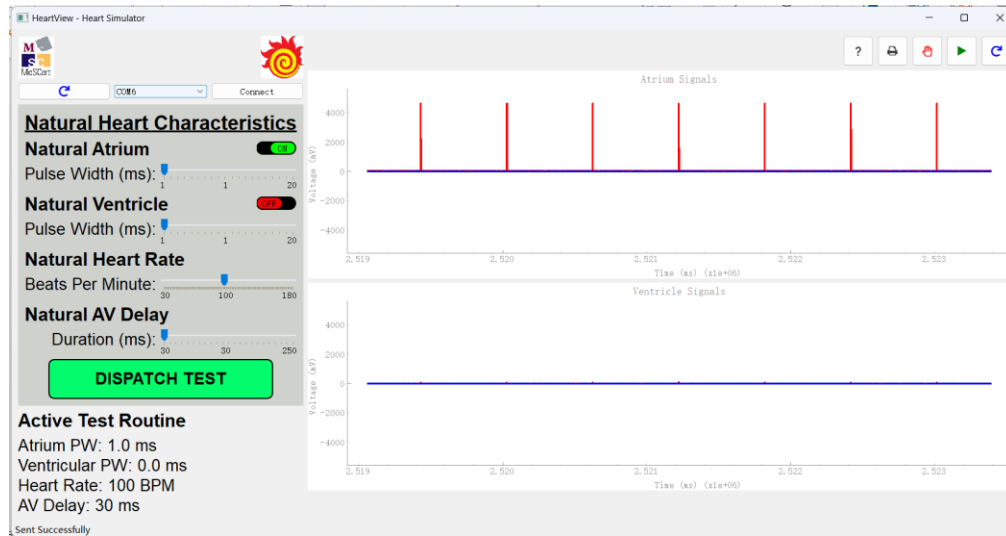 HeartView - Heart Simulator
M
S
C
MacSCort
?
COM6
Connect
Natural Heart Characteristics
Natural Atrium
ON
Pulse Width (ms):
1 1 20
Natural Ventricle
OFF
Pulse Width (ms):
1 1 20
Natural Heart Rate
Beats Per Minute:
30 100 180
Natural AV Delay
Duration (ms):
30 30 250
DISPATCH TEST
Active Test Routine
Atrium PW: 1.0 ms
Ventricular PW: 0.0 ms
Heart Rate: 100 BPM
AV Delay: 30 ms
Sent Successfully
Atrium Signals
Voltage (mV)
4000
2000
0
-2000
-4000
2.519 2.520 2.521 2.522 2.523
Time (ms) (x1e+06)
Ventricle Signals
Voltage (mV)
4000
2000
0
-2000
-4000
2.519 2.520 2.521 2.522 2.523
Time (ms) (x1e+06)